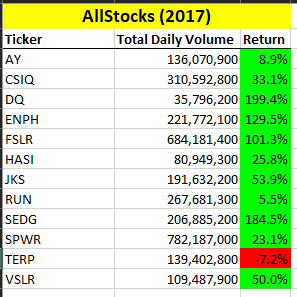 AllStocks (2017)
Ticker Total Daily Volume Return
AY 136,070,900 8.9%
CSIQ 310,592,800 33.1%
DQ 35,796,200 199.4%
ENPH 221,772,100 129.5%
FSLR 684,181,400 101.3%
HASI 80,949,300 25.8%
JKS 191,632,200 53.9%
RUN 267,681,300 5.5%
SEDG 206,885,200 184.5%
SPWR 782,187,000 23.1%
TERP 139,402,800 -7.2%
VSLR 109,487,900 50.0%